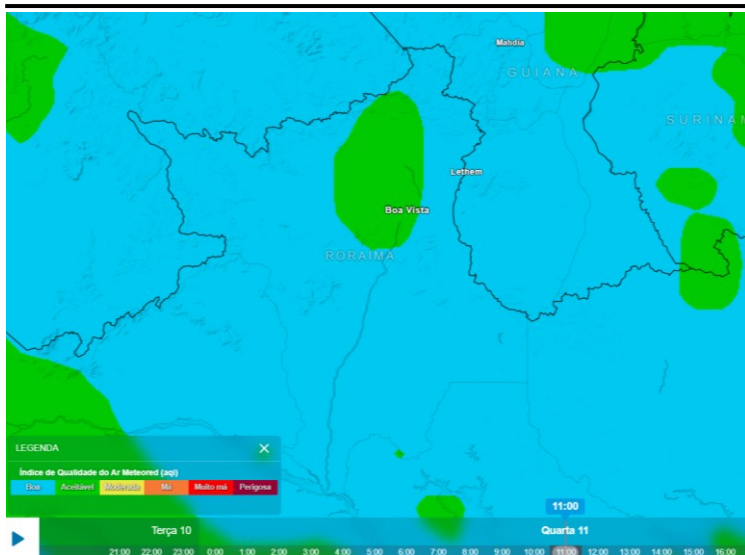 Mahdia
GUIANA
SURINAM
Lethem
Boa Vista
RORAIMA
LEGENDA
Índice de Qualidade do Ar Meteored (aqi)
Boa Aceitável Moderada Má Muito má Perigosa
11:00
Terça 10 Quarta 11
21:00 22:00 23:00 0:00 1:00 2:00 3:00 4:00 5:00 6:00 7:00 8:00 9:00 10:00 11:00 12:00 13:00 14:00 15:00 16:00